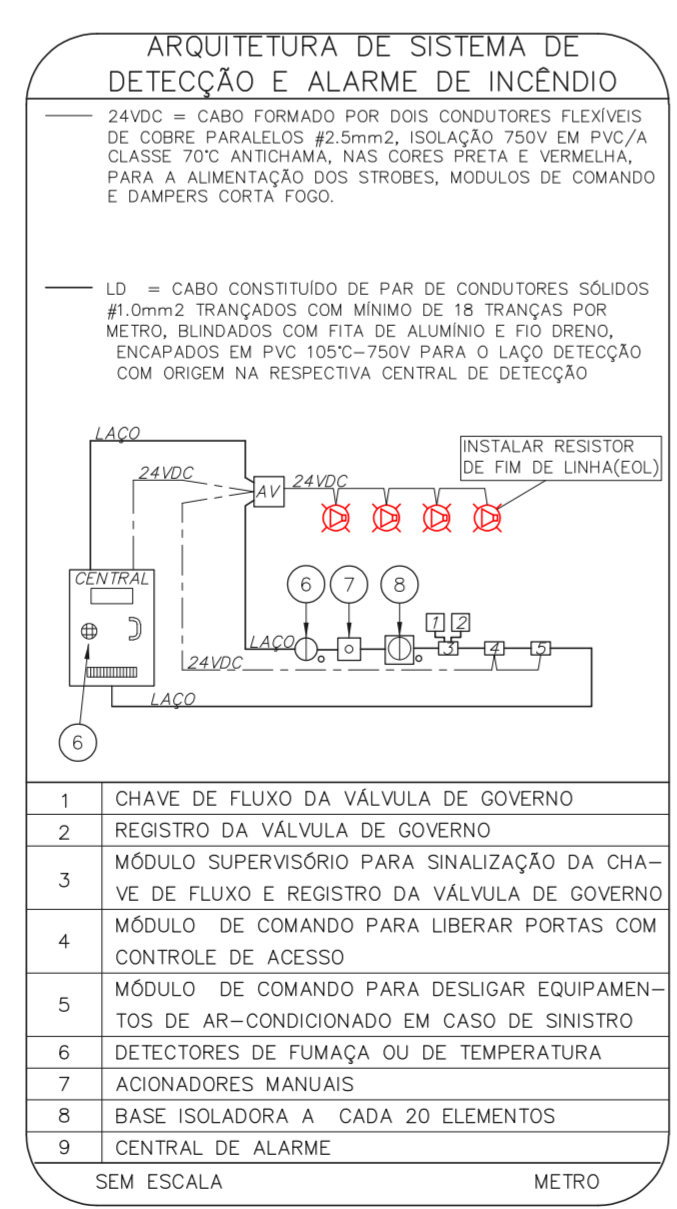 ARQUITETURA DE SISTEMA DE
DETECÇÃO E ALARME DE INCÊNDIO
24VDC = CABO FORMADO POR DOIS CONDUTORES FLEXÍVEIS
DE COBRE PARALELOS #2.5mm2, ISOLAÇÃO 750V EM PVC/A
CLASSE 70°C ANTICHAMA, NAS CORES PRETA E VERMELHA,
PARA A ALIMENTAÇÃO DOS STROBES, MODULOS DE COMANDO
E DAMPERS CORTA FOGO.
LD = CABO CONSTITUÍDO DE PAR DE CONDUTORES SÓLIDOS
#1.0mm2 TRANÇADOS COM MÍNIMO DE 18 TRANÇAS POR
METRO, BLINDADOS COM FITA DE ALUMÍNIO E FIO DRENO,
ENCAPADOS EM PVC 105°C-750V PARA O LAÇO DETECÇÃO
COM ORIGEM NA RESPECTIVA CENTRAL DE DETECÇÃO
LAÇO
INSTALAR RESISTOR
DE FIM DE LINHA(EOL)
24VDC
AV
24VDC
CENTRAL
6
7
8
1
2
LAÇO
3
4
5
24VDC
LAÇO
6
1 CHAVE DE FLUXO DA VÁLVULA DE GOVERNO
2 REGISTRO DA VÁLVULA DE GOVERNO
3 MÓDULO SUPERVISÓRIO PARA SINALIZAÇÃO DA CHA-
VE DE FLUXO E REGISTRO DA VÁLVULA DE GOVERNO
4 MÓDULO DE COMANDO PARA LIBERAR PORTAS COM
CONTROLE DE ACESSO
5 MÓDULO DE COMANDO PARA DESLIGAR EQUIPAMEN-
TOS DE AR-CONDICIONADO EM CASO DE SINISTRO
6 DETECTORES DE FUMAÇA OU DE TEMPERATURA
7 ACIONADORES MANUAIS
8 BASE ISOLADORA A CADA 20 ELEMENTOS
9 CENTRAL DE ALARME
SEM ESCALA METRO